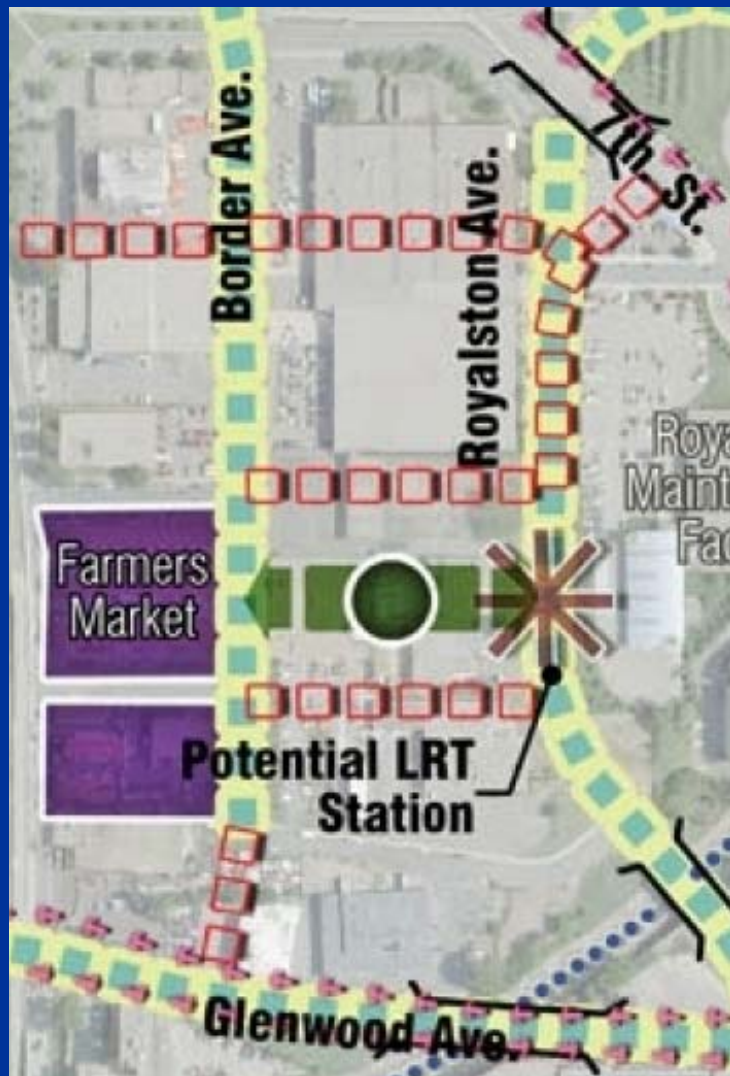 Border Ave.
Royalston Ave.
7th. St.
Farmers
Market
Potential LRT
Station
Glenwood Ave.